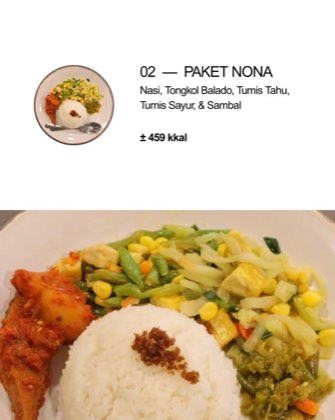 02 — PAKET NONA
Nasi, Tongkol Balado, Tumis Tahu,
Tumis Sayur, & Sambal
± 459 kkal